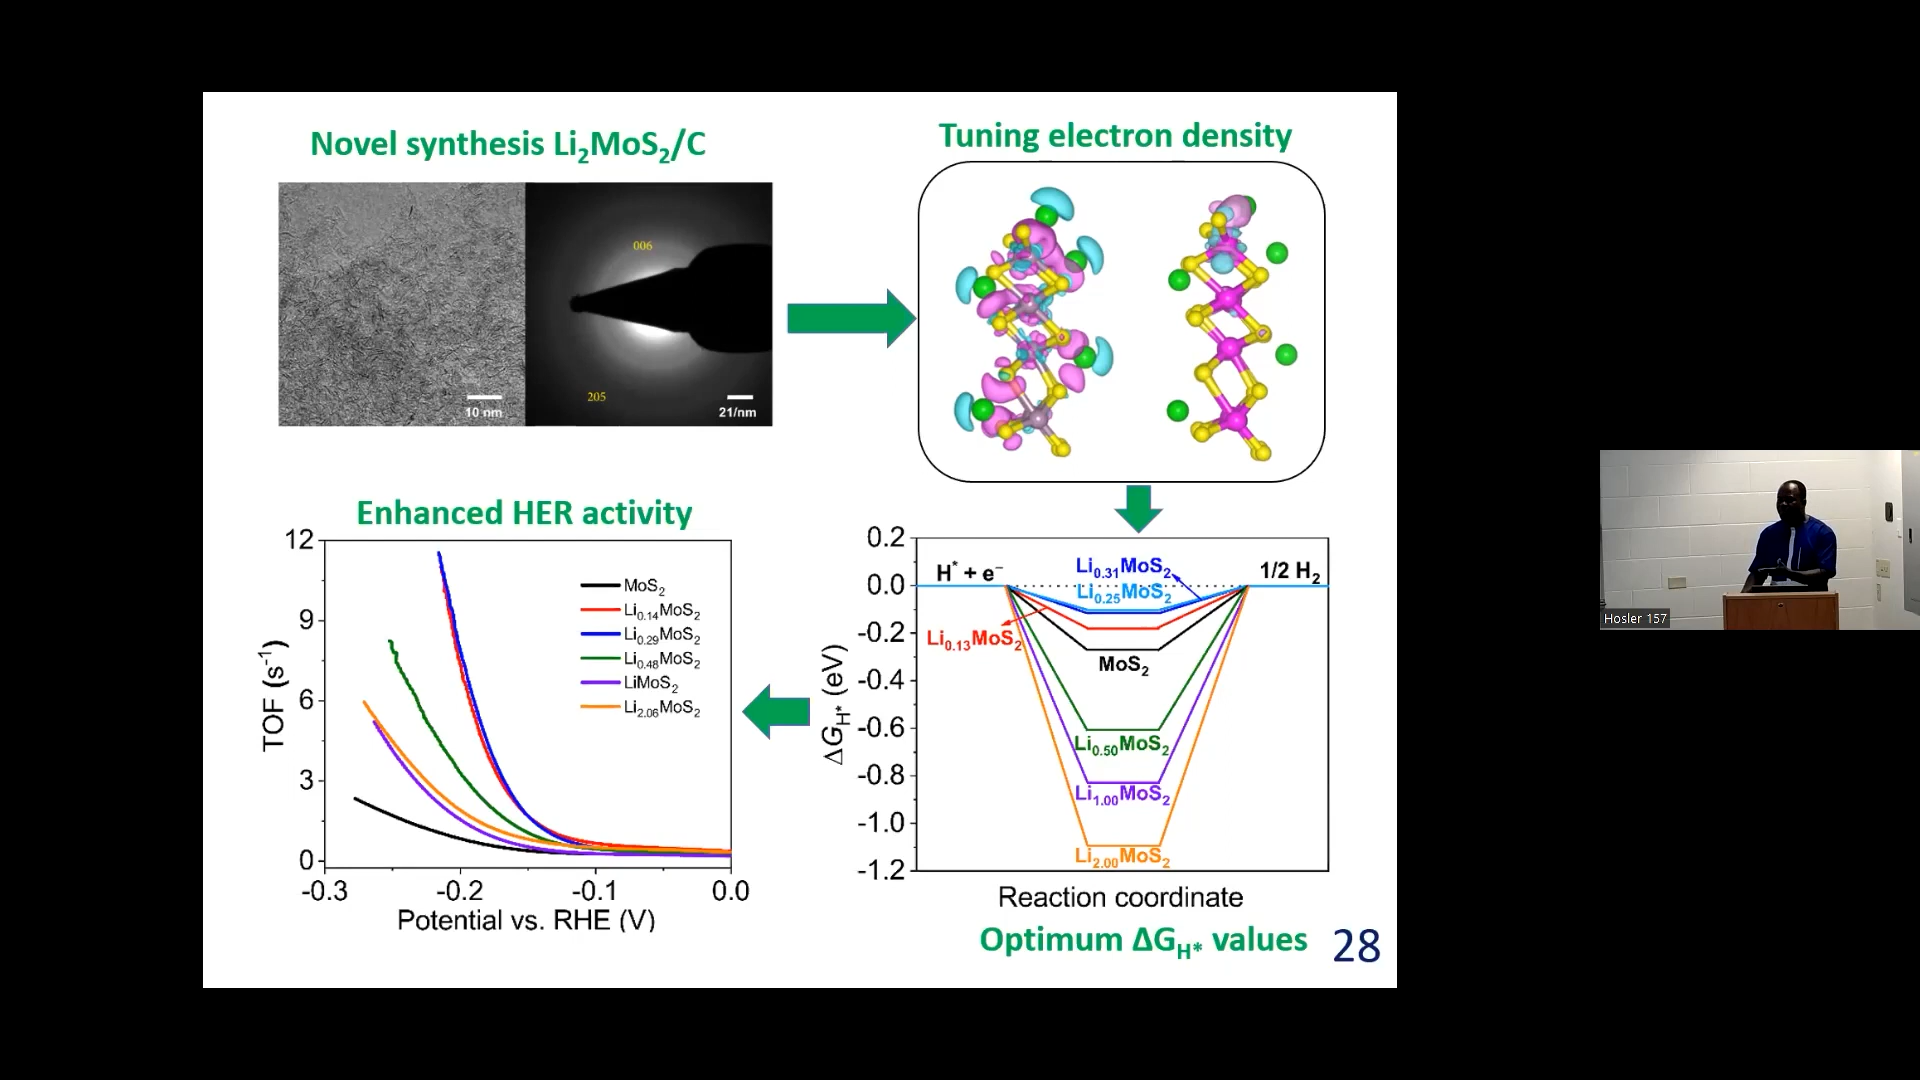 Novel synthesis Li₂MoS₂/C
006
205
10 nm
21/nm
Tuning electron density
Enhanced HER activity
12
9
6
3
0
TOF (s⁻¹)
MoS₂
Li₀.₁₄MoS₂
Li₀.₂₉MoS₂
Li₀.₄₈MoS₂
LiMoS₂
Li₂.₀₆MoS₂
-0.3 -0.2 -0.1 0.0
Potential vs. RHE (V)
0.2
0.0
-0.2
-0.4
-0.6
-0.8
-1.0
-1.2
ΔG_H* (eV)
H* + e⁻
Li₀.₃₁MoS₂
Li₀.₂₅MoS₂
1/2 H₂
Li₀.₁₃MoS₂
MoS₂
Li₀.₅₀MoS₂
Li₁.₀₀MoS₂
Li₂.₀₀MoS₂
Reaction coordinate
Optimum ΔG_H* values
28
Hosler 157